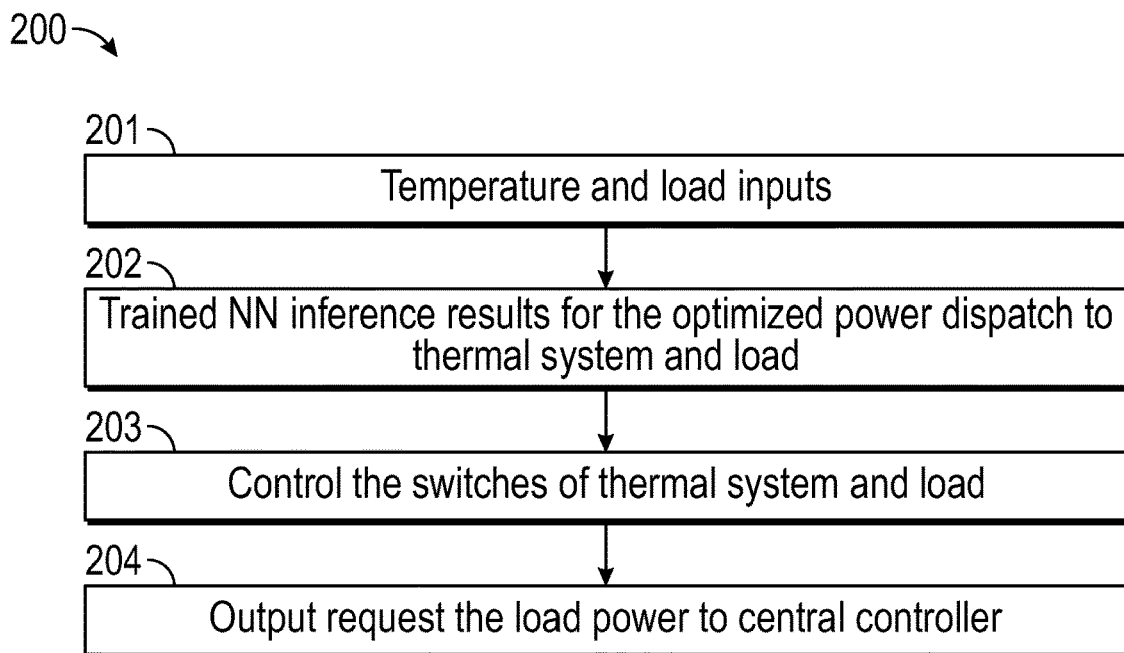 200
201
Temperature and load inputs
202
Trained NN inference results for the optimized power dispatch to
thermal system and load
203
Control the switches of thermal system and load
204
Output request the load power to central controller